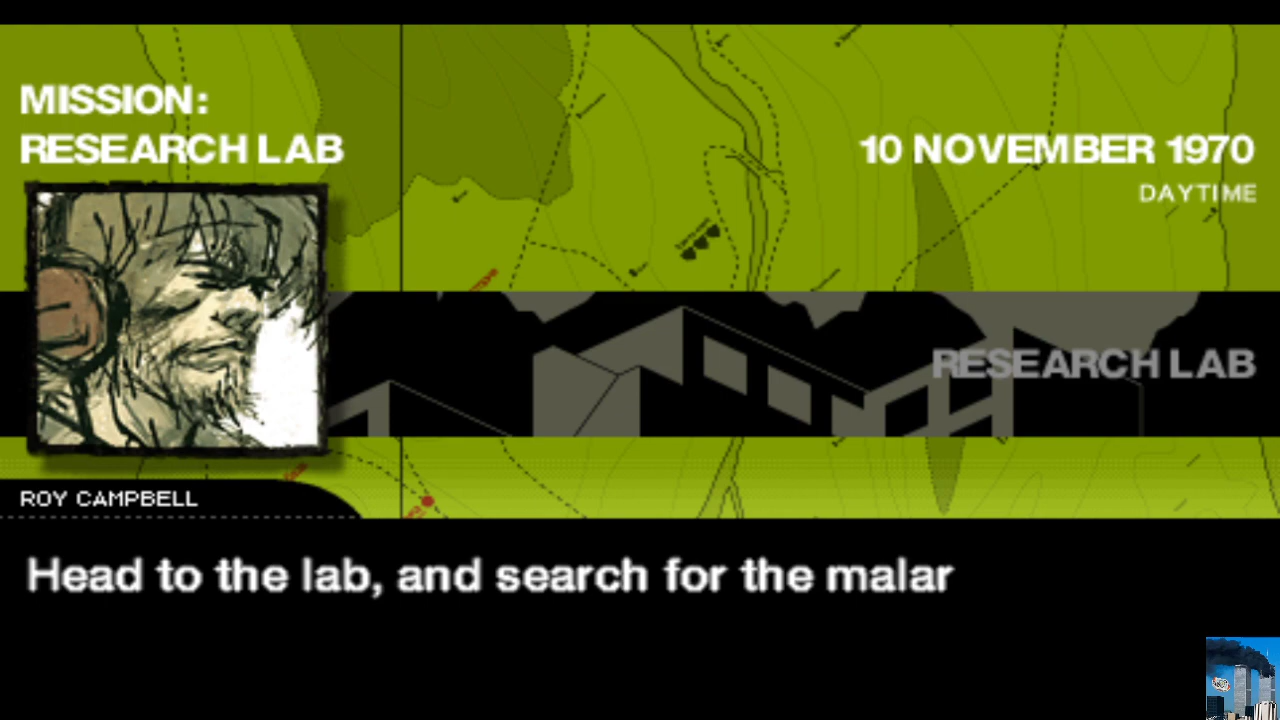 MISSION:
RESEARCH LAB
10 NOVEMBER 1970
DAYTIME
RESEARCH LAB
ROY CAMPBELL
Head to the lab, and search for the malar